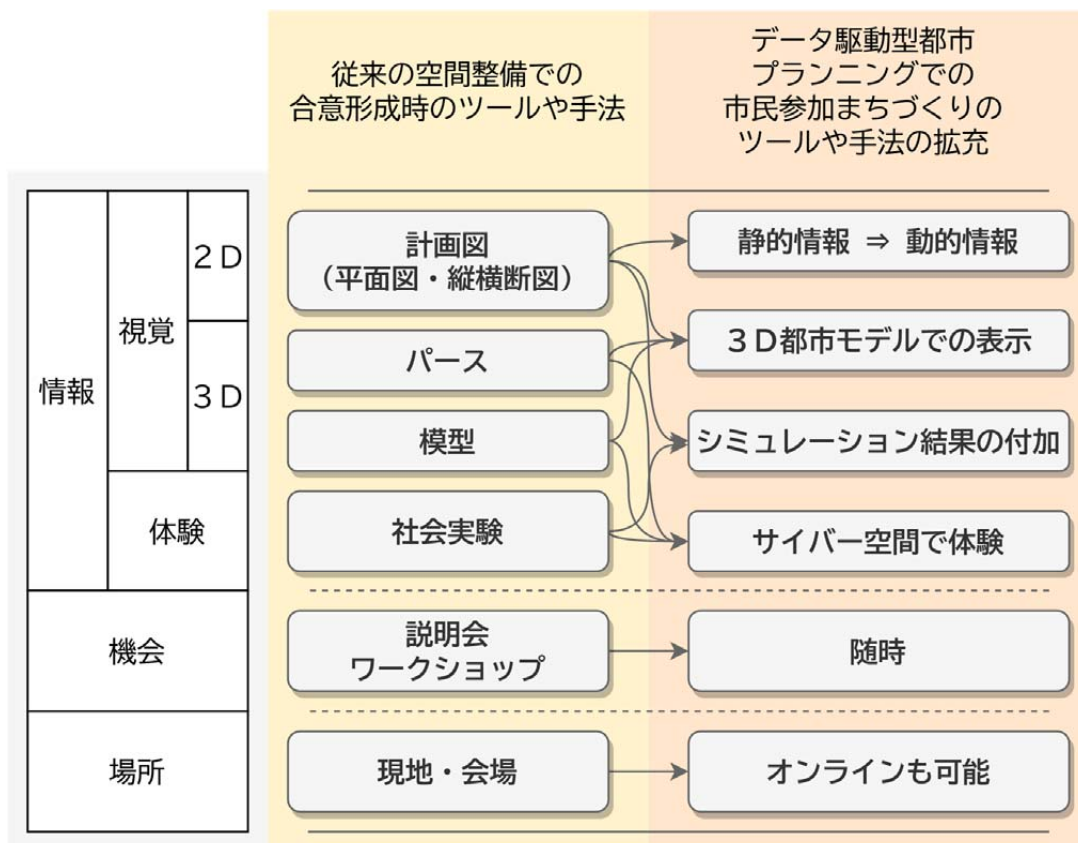 従来の空間整備での
合意形成時のツールや手法
データ駆動型都市
プランニングでの
市民参加まちづくりの
ツールや手法の拡充
情報
視覚
２Ｄ
３Ｄ
体験
機会
場所
計画図
（平面図・縦横断図）
パース
模型
社会実験
説明会
ワークショップ
現地・会場
静的情報 ⇒ 動的情報
３Ｄ都市モデルでの表示
シミュレーション結果の付加
サイバー空間で体験
随時
オンラインも可能